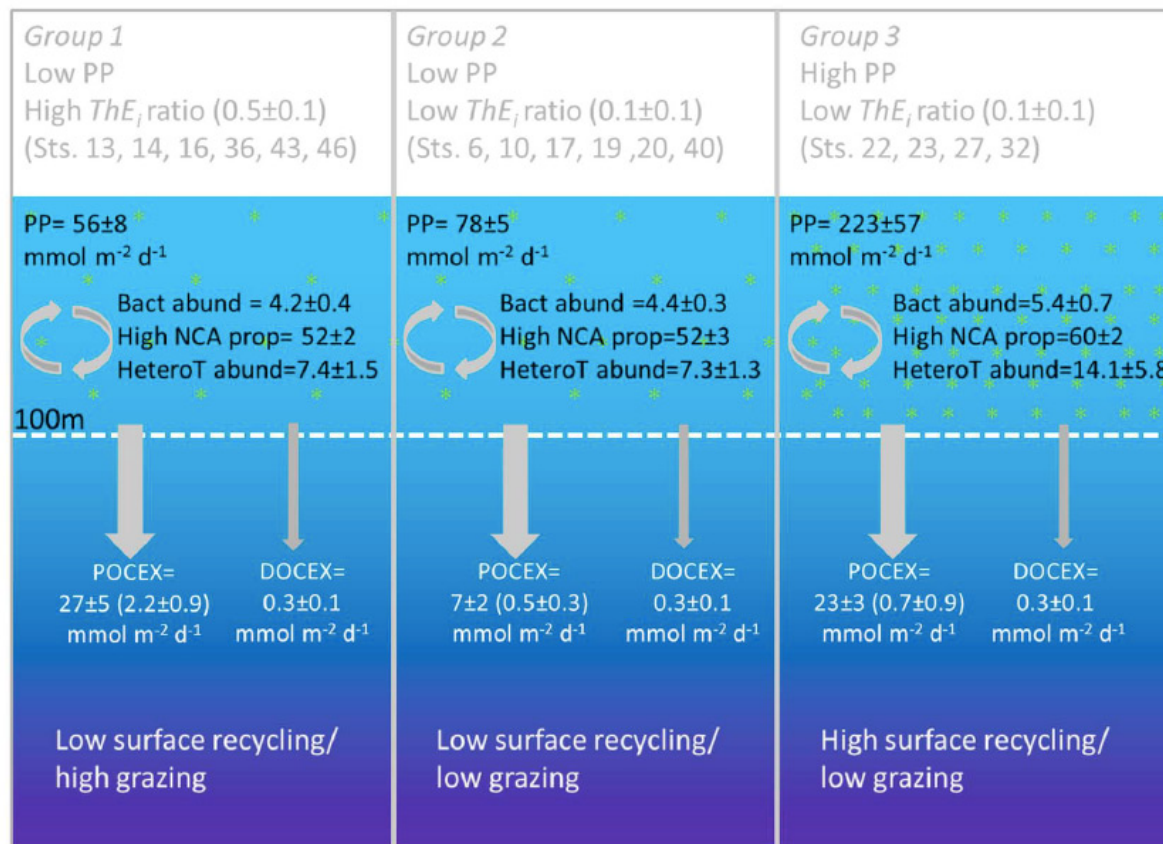 Group 1
Low PP
High ThEi ratio (0.5±0.1)
(Sts. 13, 14, 16, 36, 43, 46)
PP= 56±8
mmol m-2 d-1
Bact abund = 4.2±0.4
High NCA prop= 52±2
HeteroT abund=7.4±1.5
100m
POCEX=
27±5 (2.2±0.9)
mmol m-2 d-1
DOCEX=
0.3±0.1
mmol m-2 d-1
Low surface recycling/
high grazing
Group 2
Low PP
Low ThEi ratio (0.1±0.1)
(Sts. 6, 10, 17, 19 ,20, 40)
PP= 78±5
mmol m-2 d-1
Bact abund =4.4±0.3
High NCA prop=52±3
HeteroT abund=7.3±1.3
POCEX=
7±2 (0.5±0.3)
mmol m-2 d-1
DOCEX=
0.3±0.1
mmol m-2 d-1
Low surface recycling/
low grazing
Group 3
High PP
Low ThEi ratio (0.1±0.1)
(Sts. 22, 23, 27, 32)
PP= 223±57
mmol m-2 d-1
Bact abund=5.4±0.7
High NCA prop=60±2
HeteroT abund=14.1±5.8
POCEX=
23±3 (0.7±0.9)
mmol m-2 d-1
DOCEX=
0.3±0.1
mmol m-2 d-1
High surface recycling/
low grazing